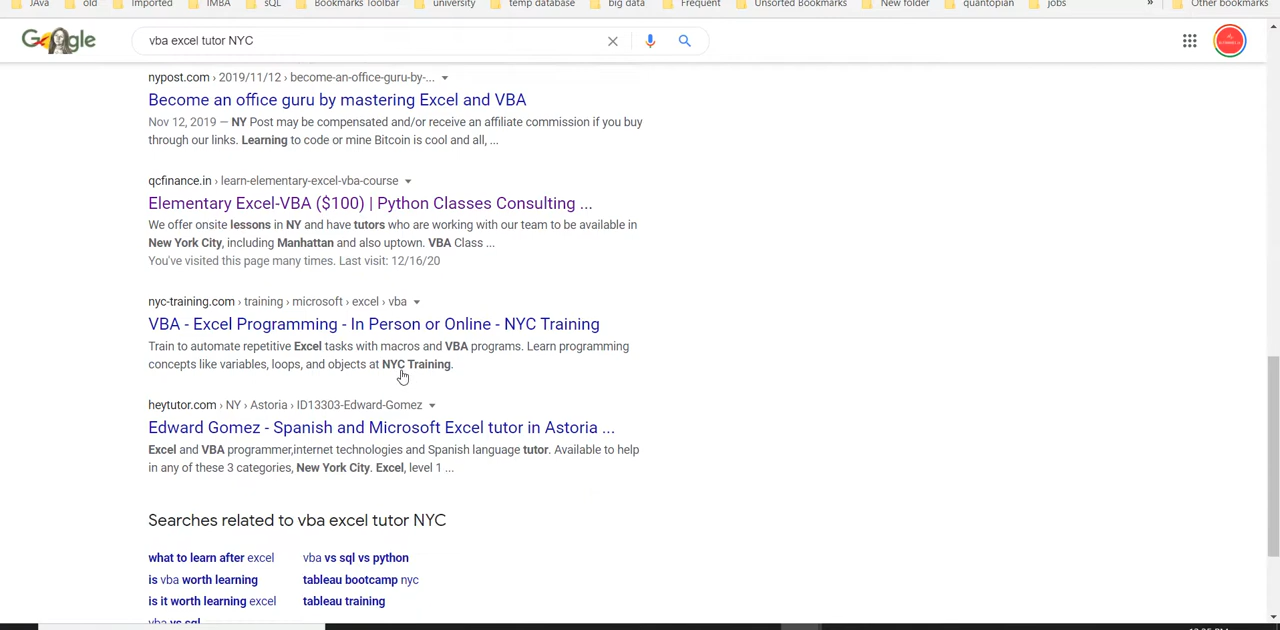 JAva old Imported IMBA sQL Bookmarks Toolbar university temp database big data Frequent Unsorted Bookmarks New folder quantopian jobs » Other bookmarks
Google
vba excel tutor NYC
nypost.com › 2019/11/12 › become-an-office-guru-by-...
Become an office guru by mastering Excel and VBA
Nov 12, 2019 — NY Post may be compensated and/or receive an affiliate commission if you buy
through our links. Learning to code or mine Bitcoin is cool and all, ...
qcfinance.in › learn-elementary-excel-vba-course
Elementary Excel-VBA ($100) | Python Classes Consulting ...
We offer onsite lessons in NY and have tutors who are working with our team to be available in
New York City, including Manhattan and also uptown. VBA Class ...
You've visited this page many times. Last visit: 12/16/20
nyc-training.com › training › microsoft › excel › vba
VBA - Excel Programming - In Person or Online - NYC Training
Train to automate repetitive Excel tasks with macros and VBA programs. Learn programming
concepts like variables, loops, and objects at NYC Training.
heytutor.com › NY › Astoria › ID13303-Edward-Gomez
Edward Gomez - Spanish and Microsoft Excel tutor in Astoria ...
Excel and VBA programmer,internet technologies and Spanish language tutor. Available to help
in any of these 3 categories, New York City. Excel, level 1 ...
Searches related to vba excel tutor NYC
what to learn after excel vba vs sql vs python
is vba worth learning tableau bootcamp nyc
is it worth learning excel tableau training
vba vs sql